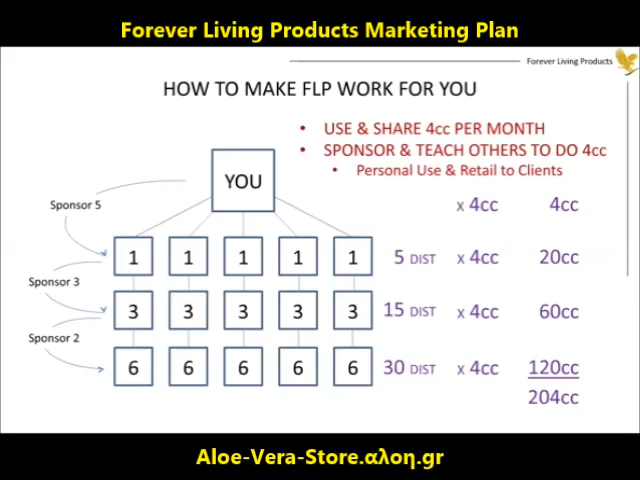 Forever Living Products Marketing Plan
Forever Living Products
HOW TO MAKE FLP WORK FOR YOU
• USE & SHARE 4cc PER MONTH
• SPONSOR & TEACH OTHERS TO DO 4cc
• Personal Use & Retail to Clients
YOU
x 4cc 4cc
Sponsor 5
1 1 1 1 1 5 DIST x 4cc 20cc
Sponsor 3
3 3 3 3 3 15 DIST x 4cc 60cc
Sponsor 2
6 6 6 6 6 30 DIST x 4cc 120cc
204cc
Aloe-Vera-Store.αλοη.gr